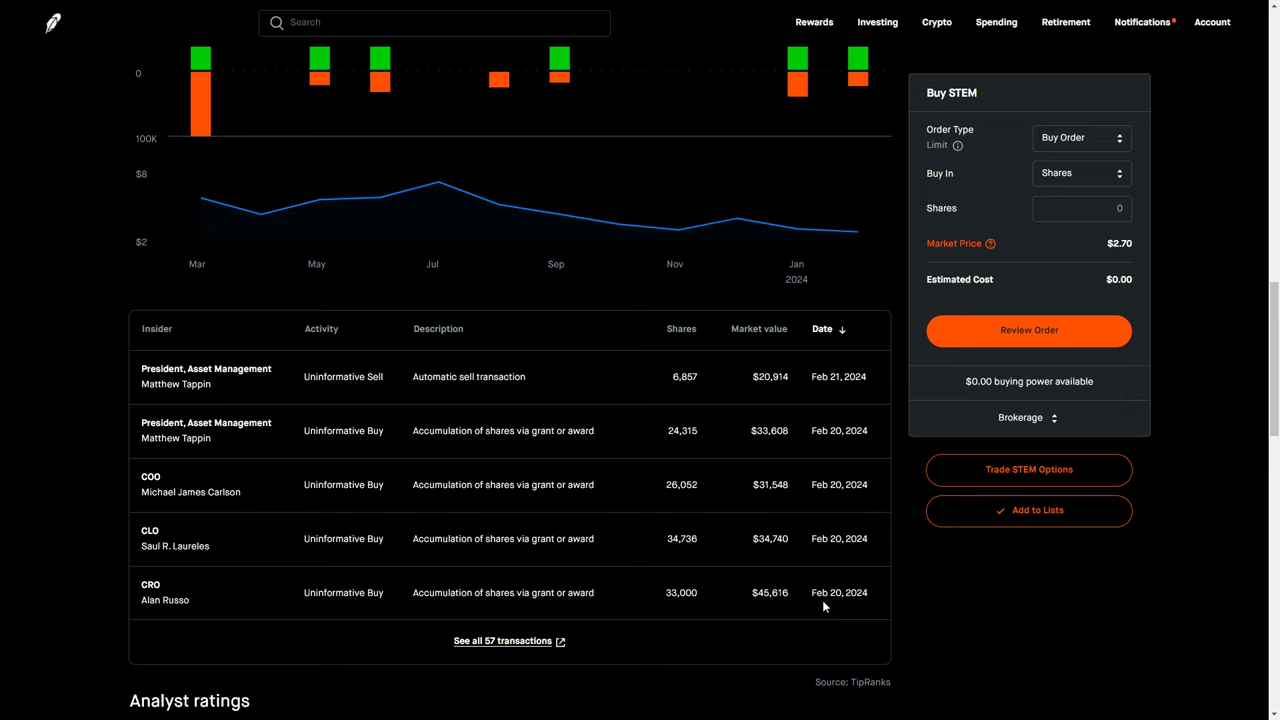 Search
Rewards
Investing
Crypto
Spending
Retirement
Notifications
Account
0
100K
$8
$2
Mar
May
Jul
Sep
Nov
Jan
2024
Insider
Activity
Description
Shares
Market value
Date
President, Asset Management
Matthew Tappin
Uninformative Sell
Automatic sell transaction
6,857
$20,914
Feb 21, 2024
President, Asset Management
Matthew Tappin
Uninformative Buy
Accumulation of shares via grant or award
24,315
$33,608
Feb 20, 2024
COO
Michael James Carlson
Uninformative Buy
Accumulation of shares via grant or award
26,052
$31,548
Feb 20, 2024
CLO
Saul R. Laureles
Uninformative Buy
Accumulation of shares via grant or award
34,736
$34,740
Feb 20, 2024
CRO
Alan Russo
Uninformative Buy
Accumulation of shares via grant or award
33,000
$45,616
Feb 20, 2024
See all 57 transactions
Source: TipRanks
Analyst ratings
Buy STEM
Order Type
Limit
Buy Order
Buy In
Shares
Shares
0
Market Price
$2.70
Estimated Cost
$0.00
Review Order
$0.00 buying power available
Brokerage
Trade STEM Options
Add to Lists